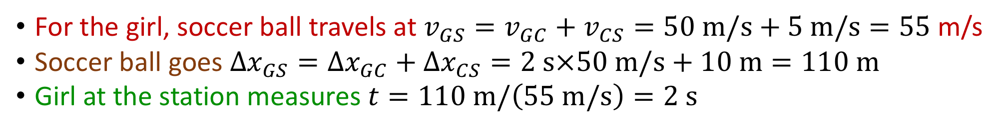 • For the girl, soccer ball travels at 𝑣_𝐺𝑆 = 𝑣_𝐺𝐶 + 𝑣_𝐶𝑆 = 50 m/s + 5 m/s = 55 m/s
• Soccer ball goes Δ𝑥_𝐺𝑆 = Δ𝑥_𝐺𝐶 + Δ𝑥_𝐶𝑆 = 2 s×50 m/s + 10 m = 110 m
• Girl at the station measures 𝑡 = 110 m/(55 m/s) = 2 s